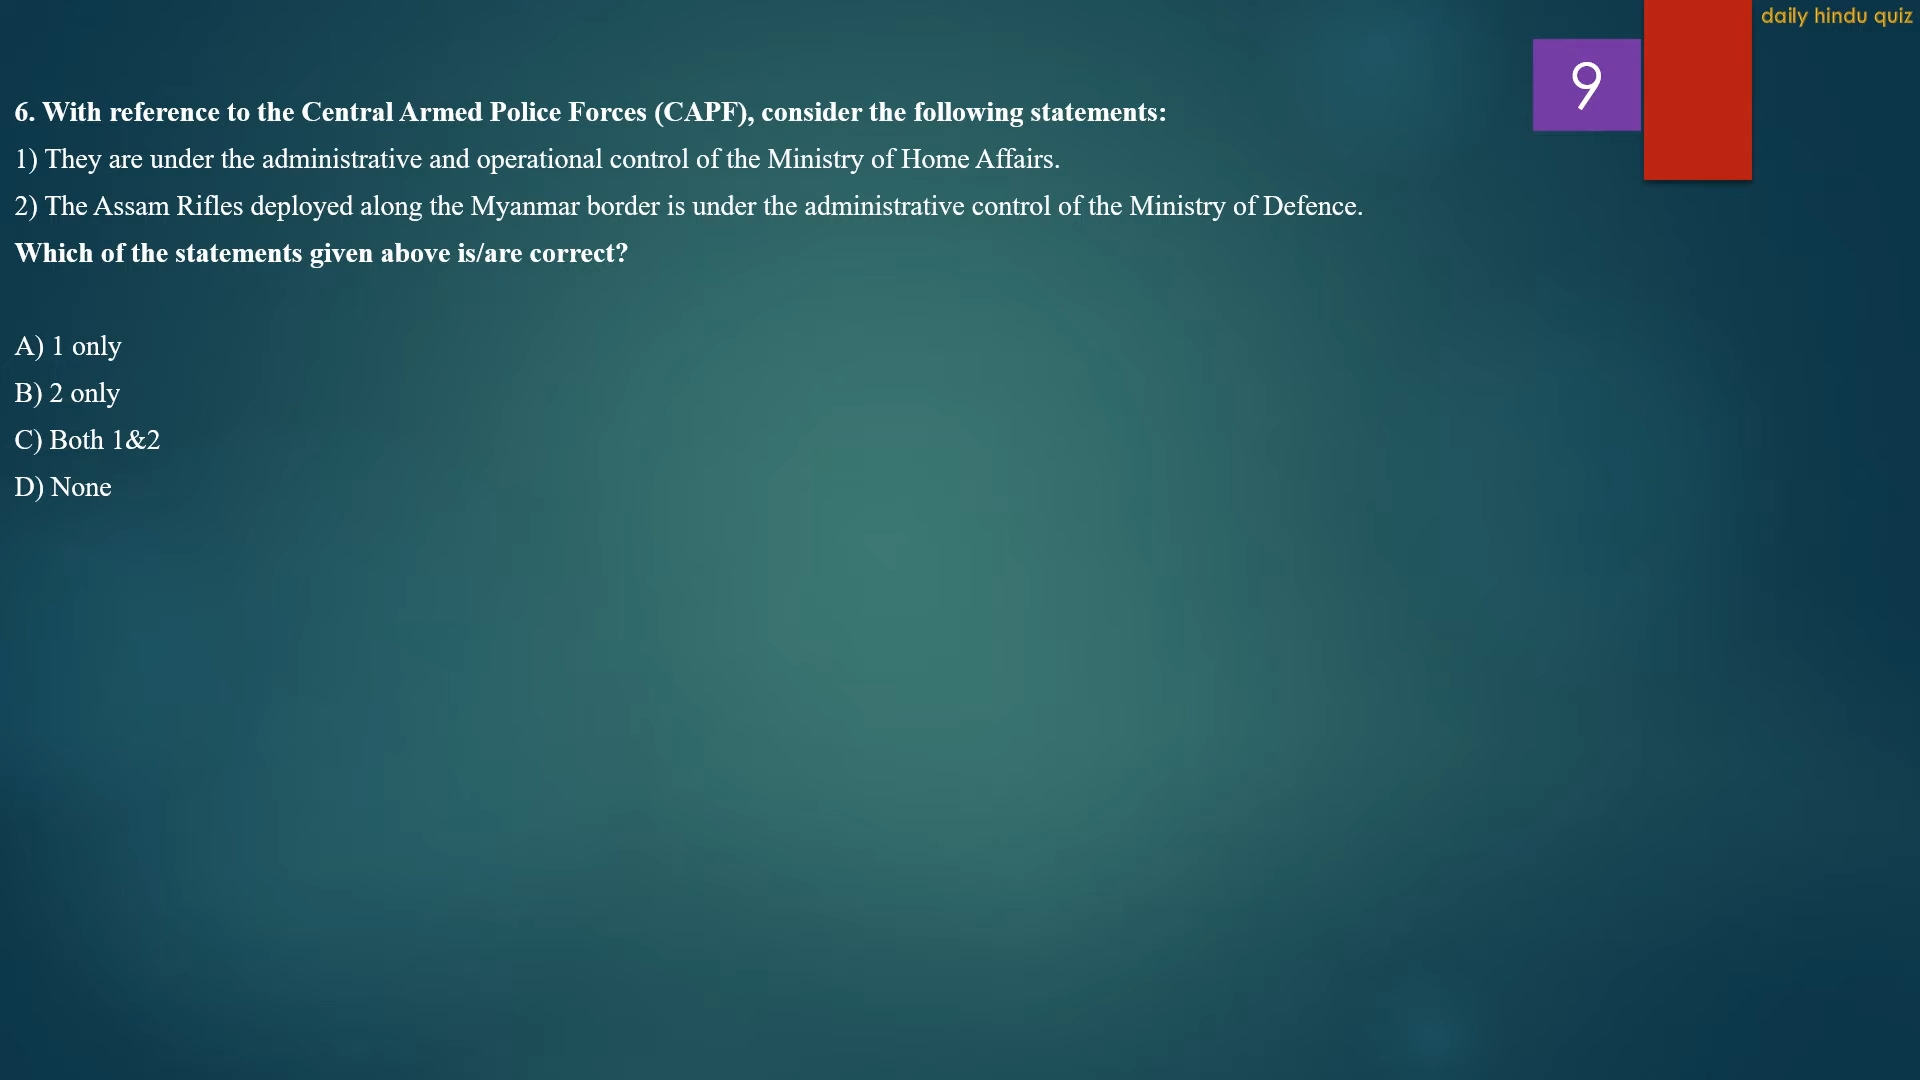 daily hindu quiz
9
6. With reference to the Central Armed Police Forces (CAPF), consider the following statements:
1) They are under the administrative and operational control of the Ministry of Home Affairs.
2) The Assam Rifles deployed along the Myanmar border is under the administrative control of the Ministry of Defence.
Which of the statements given above is/are correct?
A) 1 only
B) 2 only
C) Both 1&2
D) None